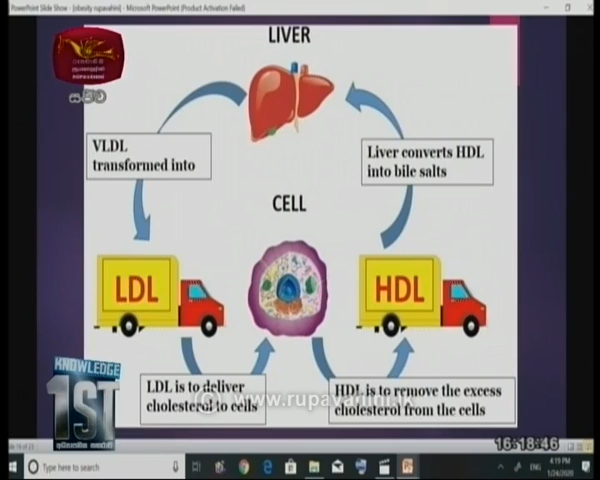 PowerPoint Slide Show - [obesity rupavahini] - Microsoft PowerPoint (Product Activation Failed)
LIVER
VLDL
transformed into
Liver converts HDL
into bile salts
CELL
LDL
HDL
KNOWLEDGE
1ST
LDL is to deliver
cholesterol to cells
HDL is to remove the excess
cholesterol from the cells
© www.rupavahini.lk
16:18:46
Type here to search
ENG
4:19 PM
1/24/2020